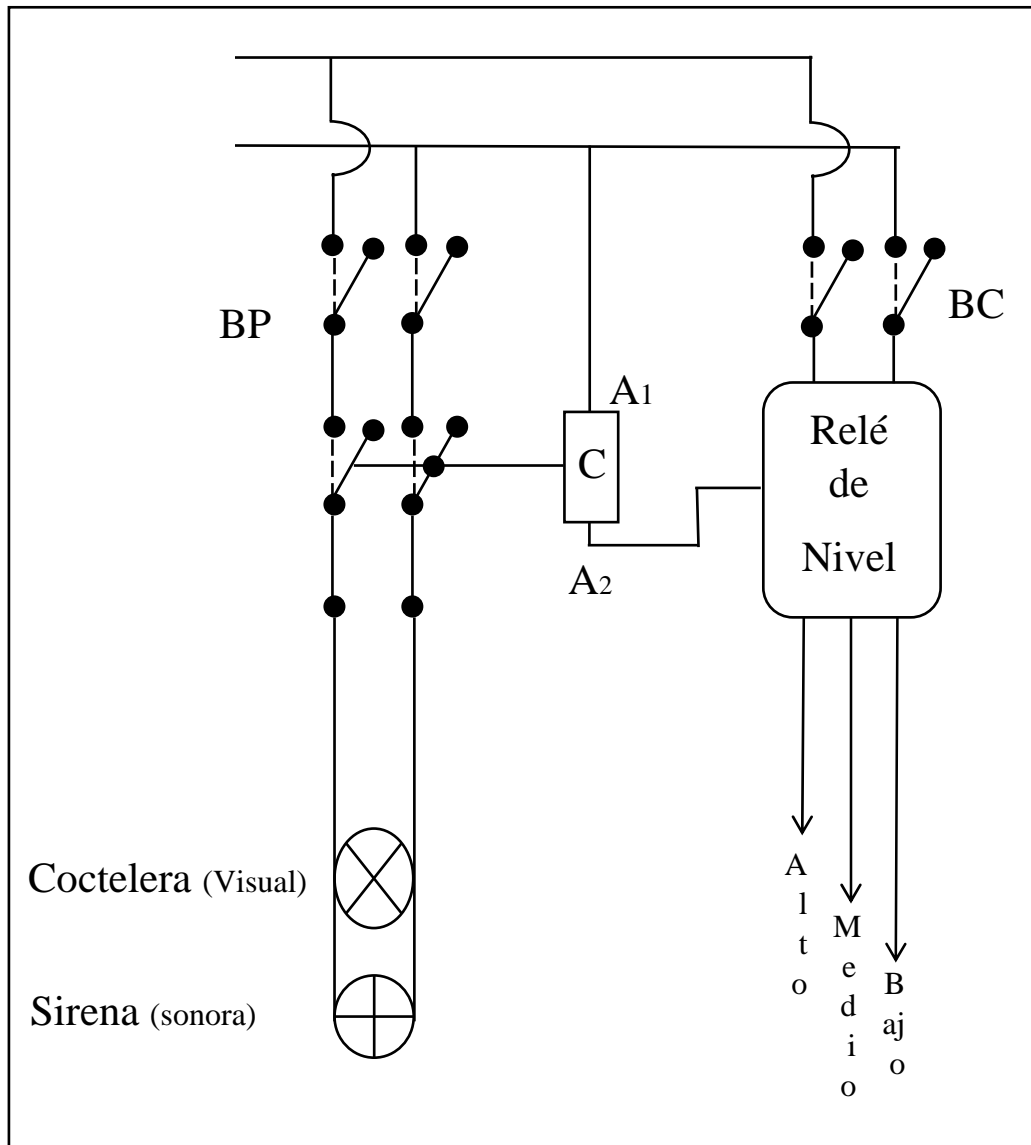 BP
BC
A1
Relé
de
Nivel
C
A2
Coctelera (Visual)
Sirena (sonora)
Alto
Medio
Bajo